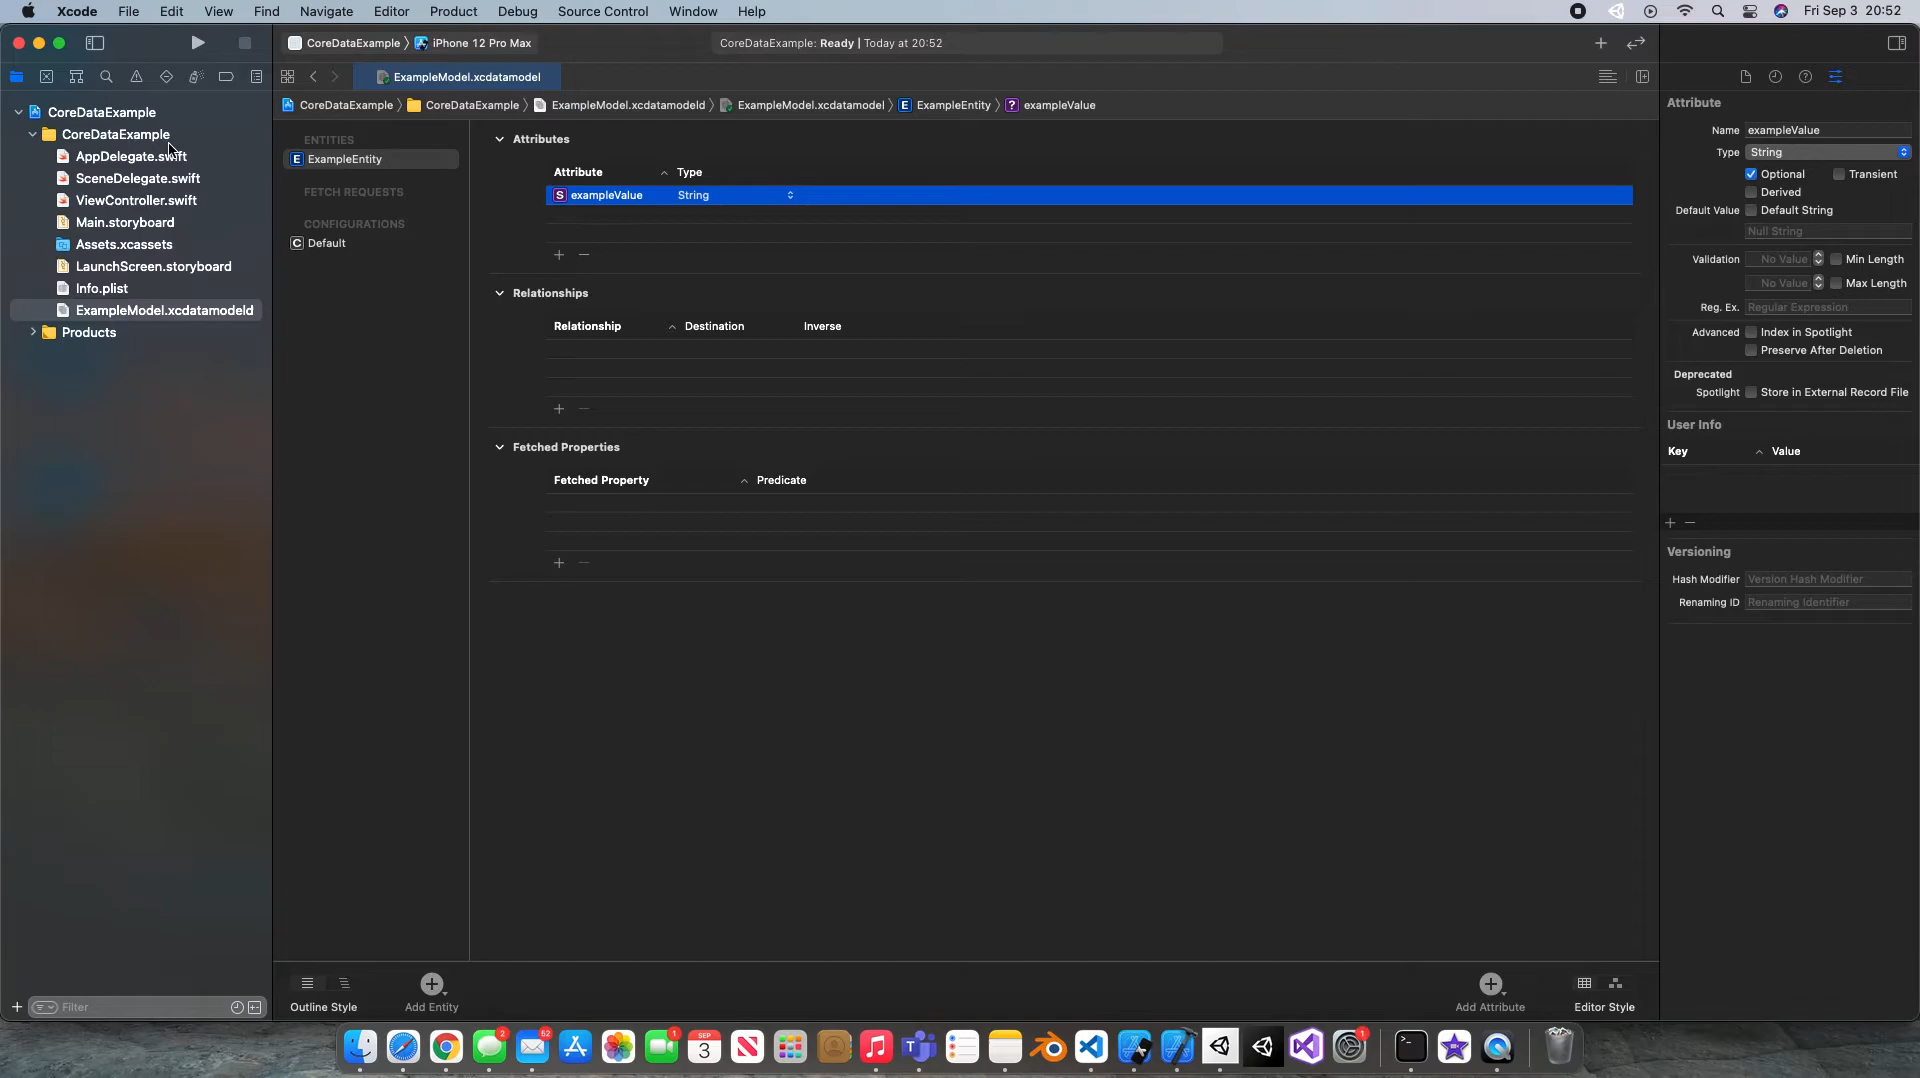 Xcode File Edit View Find Navigate Editor Product Debug Source Control Window Help Fri Sep 3 20:52
CoreDataExample iPhone 12 Pro Max CoreDataExample: Ready | Today at 20:52
ExampleModel.xcdatamodel
CoreDataExample CoreDataExample ExampleModel.xcdatamodeld ExampleModel.xcdatamodel E ExampleEntity ? exampleValue
CoreDataExample
CoreDataExample
AppDelegate.swift
SceneDelegate.swift
ViewController.swift
Main.storyboard
Assets.xcassets
LaunchScreen.storyboard
Info.plist
ExampleModel.xcdatamodeld
Products
Filter
ENTITIES
E ExampleEntity
FETCH REQUESTS
CONFIGURATIONS
C Default
Attributes
Attribute Type
S exampleValue String
Relationships
Relationship Destination Inverse
Fetched Properties
Fetched Property Predicate
Outline Style Add Entity Add Attribute Editor Style
Attribute
Name exampleValue
Type String
Optional Transient
Derived
Default Value Default String
Null String
Validation No Value Min Length
No Value Max Length
Reg. Ex. Regular Expression
Advanced Index in Spotlight
Preserve After Deletion
Deprecated
Spotlight Store in External Record File
User Info
Key Value
Versioning
Hash Modifier Version Hash Modifier
Renaming ID Renaming Identifier
2 52 1 SEP 3 1